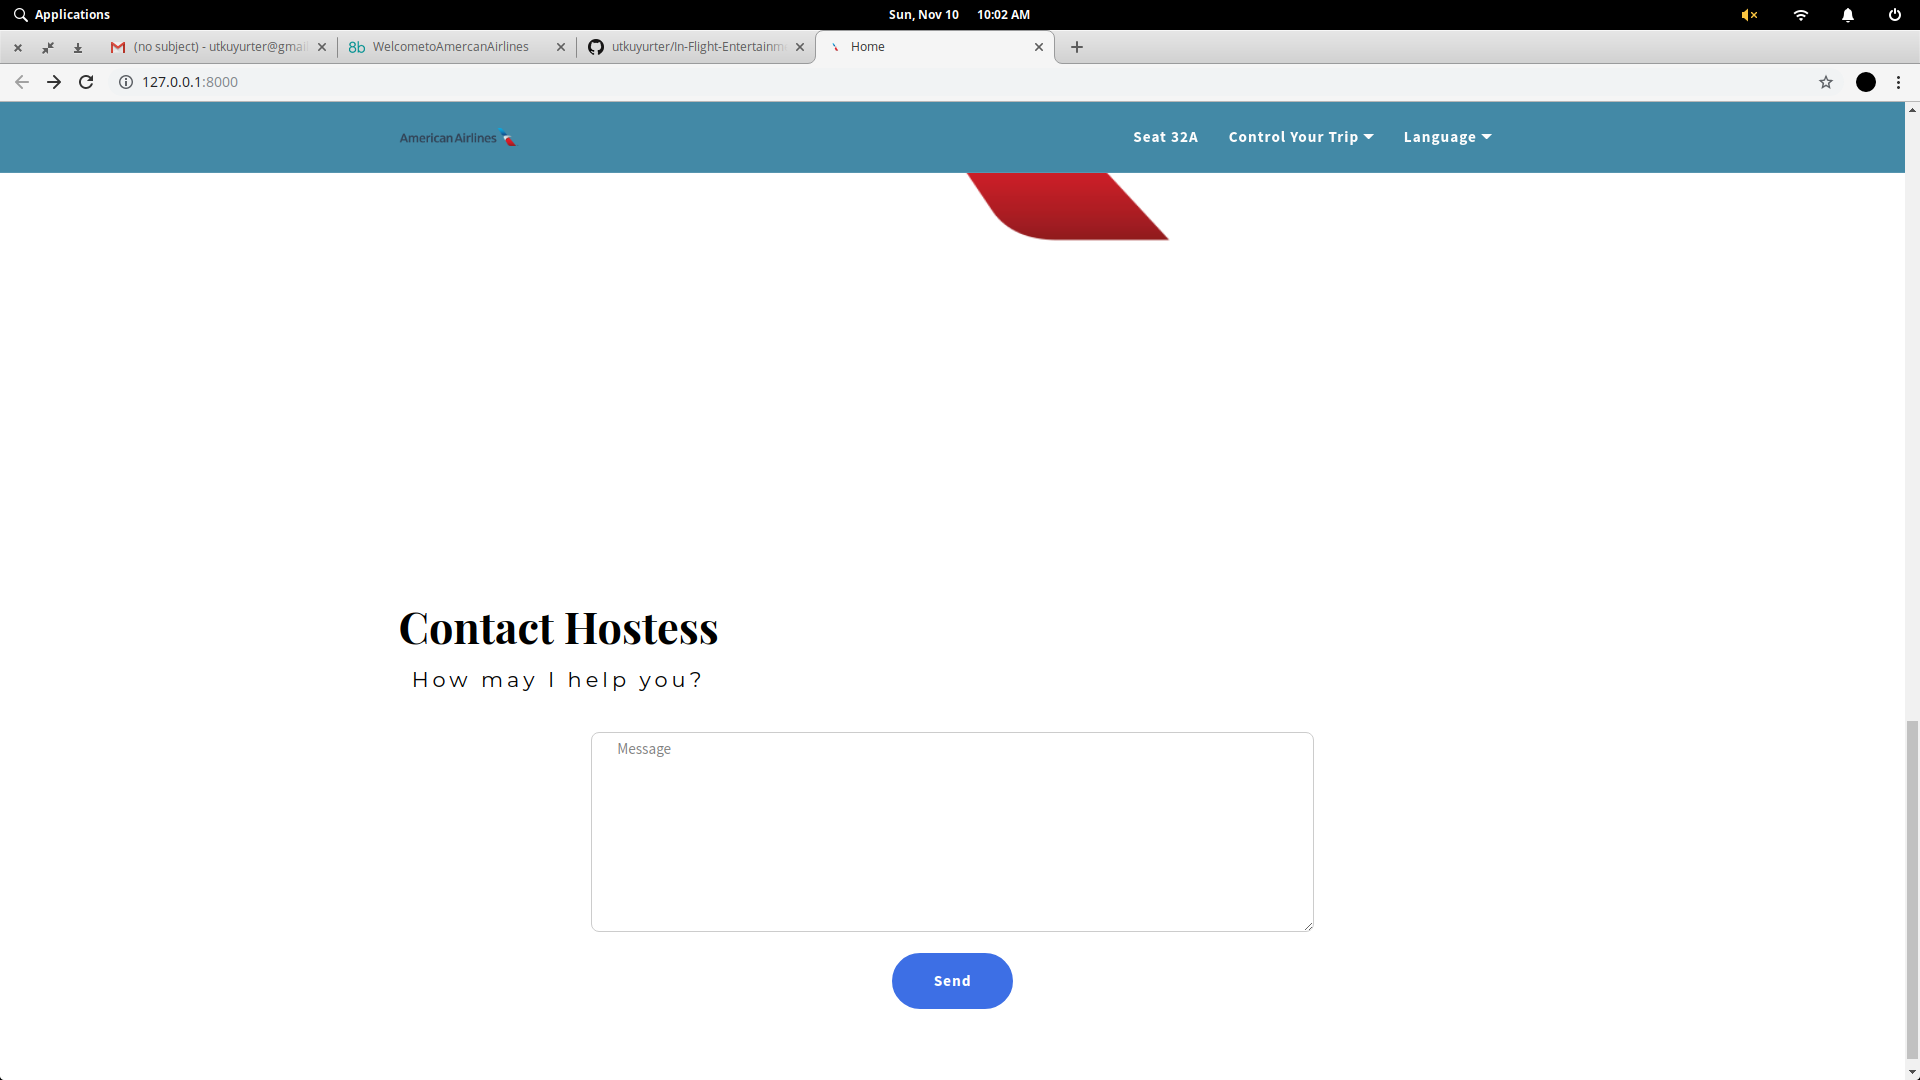 Applications
Sun, Nov 10 10:02 AM
(no subject) - utkuyurter@gmai
8b WelcometoAmercanAirlines
utkuyurter/In-Flight-Entertainm
Home
127.0.0.1:8000
American Airlines
Seat 32A
Control Your Trip
Language
Contact Hostess
How may I help you?
Message
Send